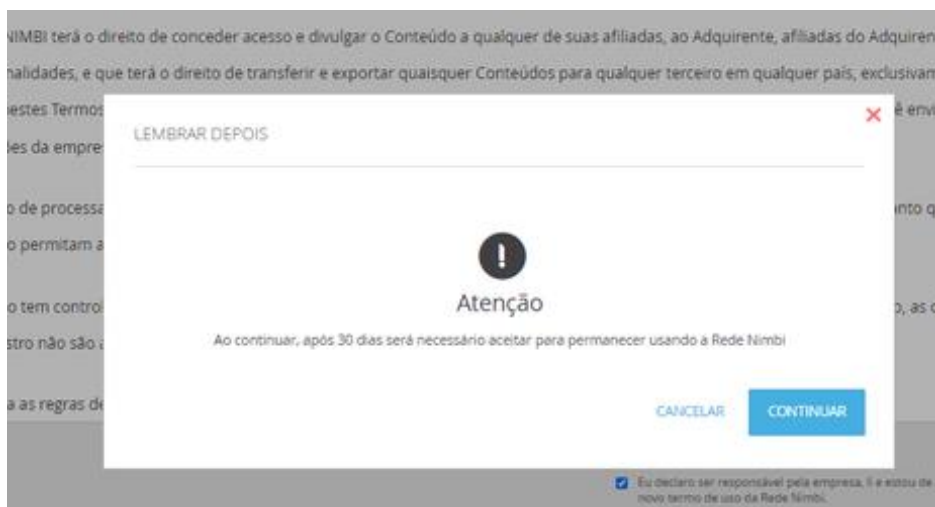 NIMBI terá o direito de conceder acesso e divulgar o Conteúdo a qualquer de suas afiliadas, ao Adquirente, afiliadas do Adquiren
nalidades, e que terá o direito de transferir e exportar quaisquer Conteúdos para qualquer terceiro em qualquer país, exclusivam
nestes Termos ê envi
ões da empre
LEMBRAR DEPOIS
o de processa anto q
o permitam a
Atenção
o tem contro o, as c
Ao continuar, após 30 dias será necessário aceitar para permanecer usando a Rede Nimbi
stro não são a
a as regras de
CANCELAR CONTINUAR
Eu declaro ser responsável pela empresa, li e estou de
novo termo de uso da Rede Nimbi.